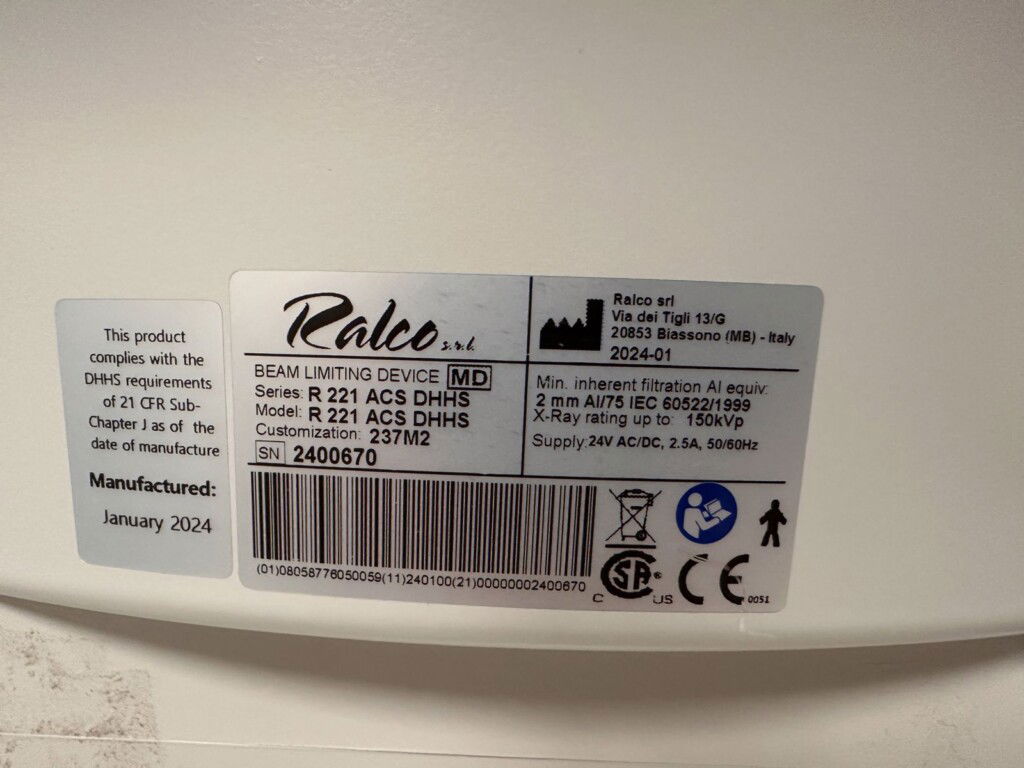 This product
complies with the
DHHS requirements
of 21 CFR Sub-
Chapter J as of the
date of manufacture
Manufactured:
January 2024
Ralco s.r.l.
BEAM LIMITING DEVICE MD
Series: R 221 ACS DHHS
Model: R 221 ACS DHHS
Customization: 237M2
SN 2400670
Ralco srl
Via dei Tigli 13/G
20853 Biassono (MB) - Italy
2024-01
Min. inherent filtration Al equiv:
2 mm Al/75 IEC 60522/1999
X-Ray rating up to: 150kVp
Supply:24V AC/DC, 2.5A, 50/60Hz
(01)08058776050059(11)240100(21)00000002400670
C SA® US
CE 0051